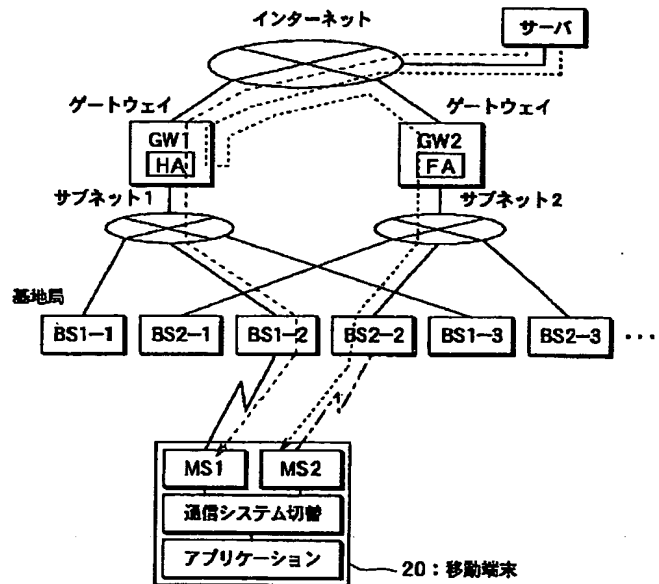 インターネット
サーバ
ゲートウェイ
ゲートウェイ
GW1
HA
GW2
FA
サブネット1
サブネット2
基地局
BS1-1
BS2-1
BS1-2
BS2-2
BS1-3
BS2-3
・・・
MS1
MS2
通信システム切替
アプリケーション
20：移動端末